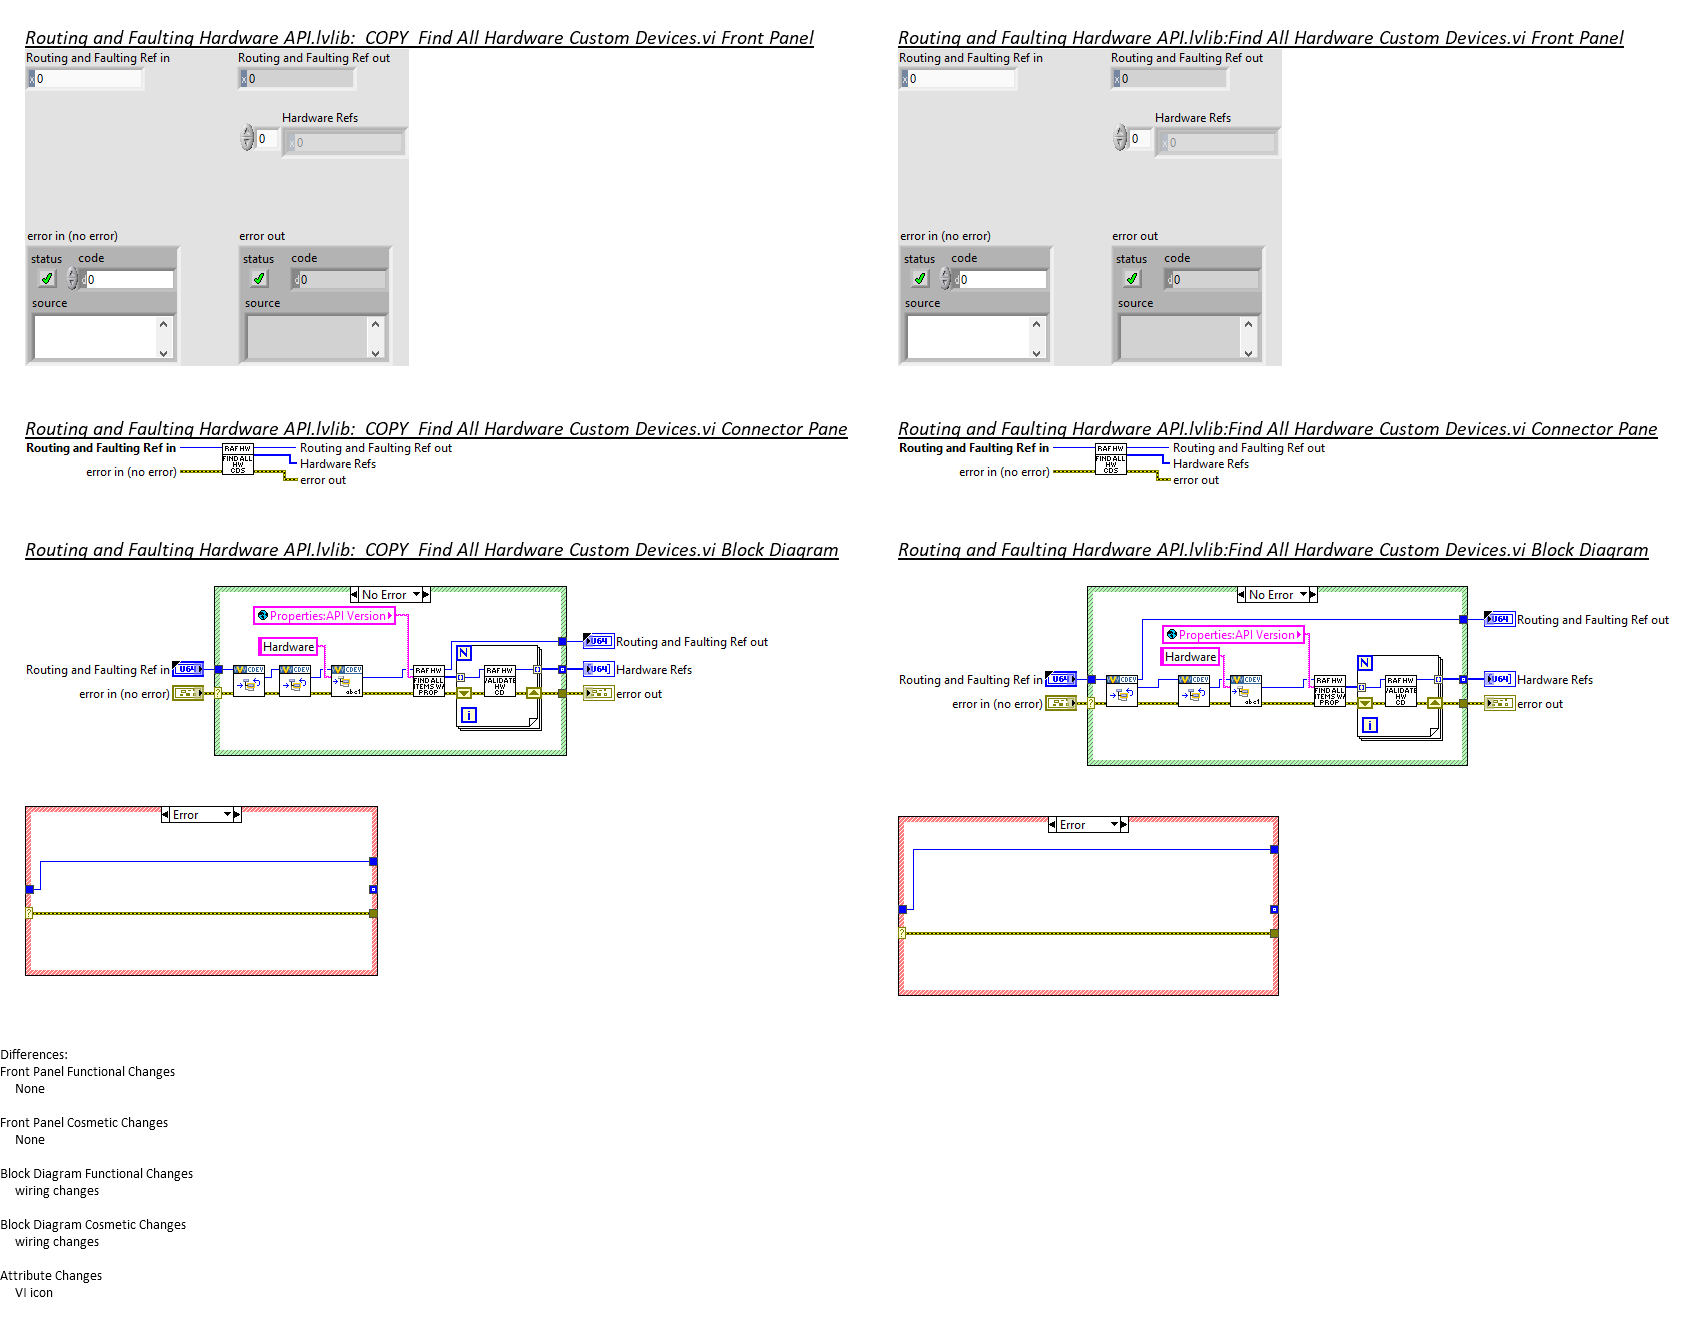 Routing and Faulting Hardware API.lvlib:_COPY_Find All Hardware Custom Devices.vi Front Panel
Routing and Faulting Ref in
Routing and Faulting Ref out
x 0
x 0
Hardware Refs
0
x 0
error in (no error)
error out
status
code
d 0
source
status
code
d 0
source
Routing and Faulting Hardware API.lvlib:Find All Hardware Custom Devices.vi Front Panel
Routing and Faulting Ref in
Routing and Faulting Ref out
x 0
x 0
Hardware Refs
0
x 0
error in (no error)
error out
status
code
d 0
source
status
code
d 0
source
Routing and Faulting Hardware API.lvlib:_COPY_Find All Hardware Custom Devices.vi Connector Pane
Routing and Faulting Ref in
error in (no error)
RAF HW
FIND ALL
HW
CDS
Routing and Faulting Ref out
Hardware Refs
error out
Routing and Faulting Hardware API.lvlib:Find All Hardware Custom Devices.vi Connector Pane
Routing and Faulting Ref in
error in (no error)
RAF HW
FIND ALL
HW
CDS
Routing and Faulting Ref out
Hardware Refs
error out
Routing and Faulting Hardware API.lvlib:_COPY_Find All Hardware Custom Devices.vi Block Diagram
No Error
Properties:API Version
Hardware
Routing and Faulting Ref in
U64
error in (no error)
?
CDEV
CDEV
CDEV
abc1
RAF HW
FIND ALL
ITEMS W/
PROP
N
RAF HW
VALIDATE
HW
CD
i
U64
Routing and Faulting Ref out
U64
Hardware Refs
error out
Error
?
Routing and Faulting Hardware API.lvlib:Find All Hardware Custom Devices.vi Block Diagram
No Error
U64
Routing and Faulting Ref out
Properties:API Version
Hardware
Routing and Faulting Ref in
U64
error in (no error)
?
CDEV
CDEV
CDEV
abc1
RAF HW
FIND ALL
ITEMS W/
PROP
N
RAF HW
VALIDATE
HW
CD
i
U64
Hardware Refs
error out
Error
?
Differences:
Front Panel Functional Changes
None
Front Panel Cosmetic Changes
None
Block Diagram Functional Changes
wiring changes
Block Diagram Cosmetic Changes
wiring changes
Attribute Changes
VI icon